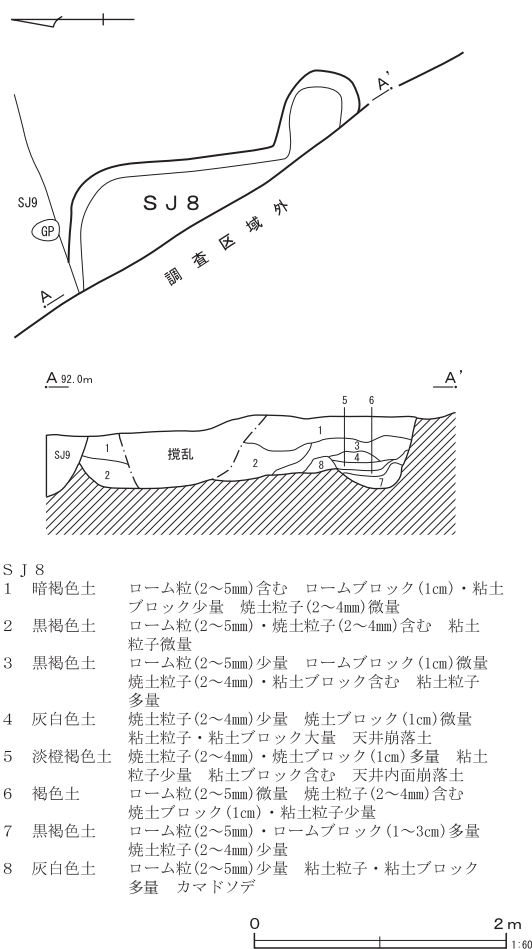 A'
SJ9
SJ8
GP
調査区域外
A
A 92.0m
A'
5 6
1
3
SJ9
1
撹乱
4
2
8
2
7
SJ8
1 暗褐色土 ローム粒(2~5mm)含む ロームブロック(1cm)・粘土
ブロック少量 焼土粒子(2~4mm)微量
2 黒褐色土 ローム粒(2~5mm)・焼土粒子(2~4mm)含む 粘土
粒子微量
3 黒褐色土 ローム粒(2~5mm)少量 ロームブロック(1cm)微量
焼土粒子(2~4mm)・粘土ブロック含む 粘土粒子
多量
4 灰白色土 焼土粒子(2~4mm)少量 焼土ブロック(1cm)微量
粘土粒子・粘土ブロック大量 天井崩落土
5 淡橙褐色土 焼土粒子(2~4mm)・焼土ブロック(1cm)多量 粘土
粒子少量 粘土ブロック含む 天井内面崩落土
6 褐色土 ローム粒(2~5mm)微量 焼土粒子(2~4mm)含む
焼土ブロック(1cm)・粘土粒子少量
7 黒褐色土 ローム粒(2~5mm)・ロームブロック(1~3cm)多量
焼土粒子(2~4mm)少量
8 灰白色土 ローム粒(2~5mm)少量 粘土粒子・粘土ブロック
多量 カマドソデ
0 2m
1:60